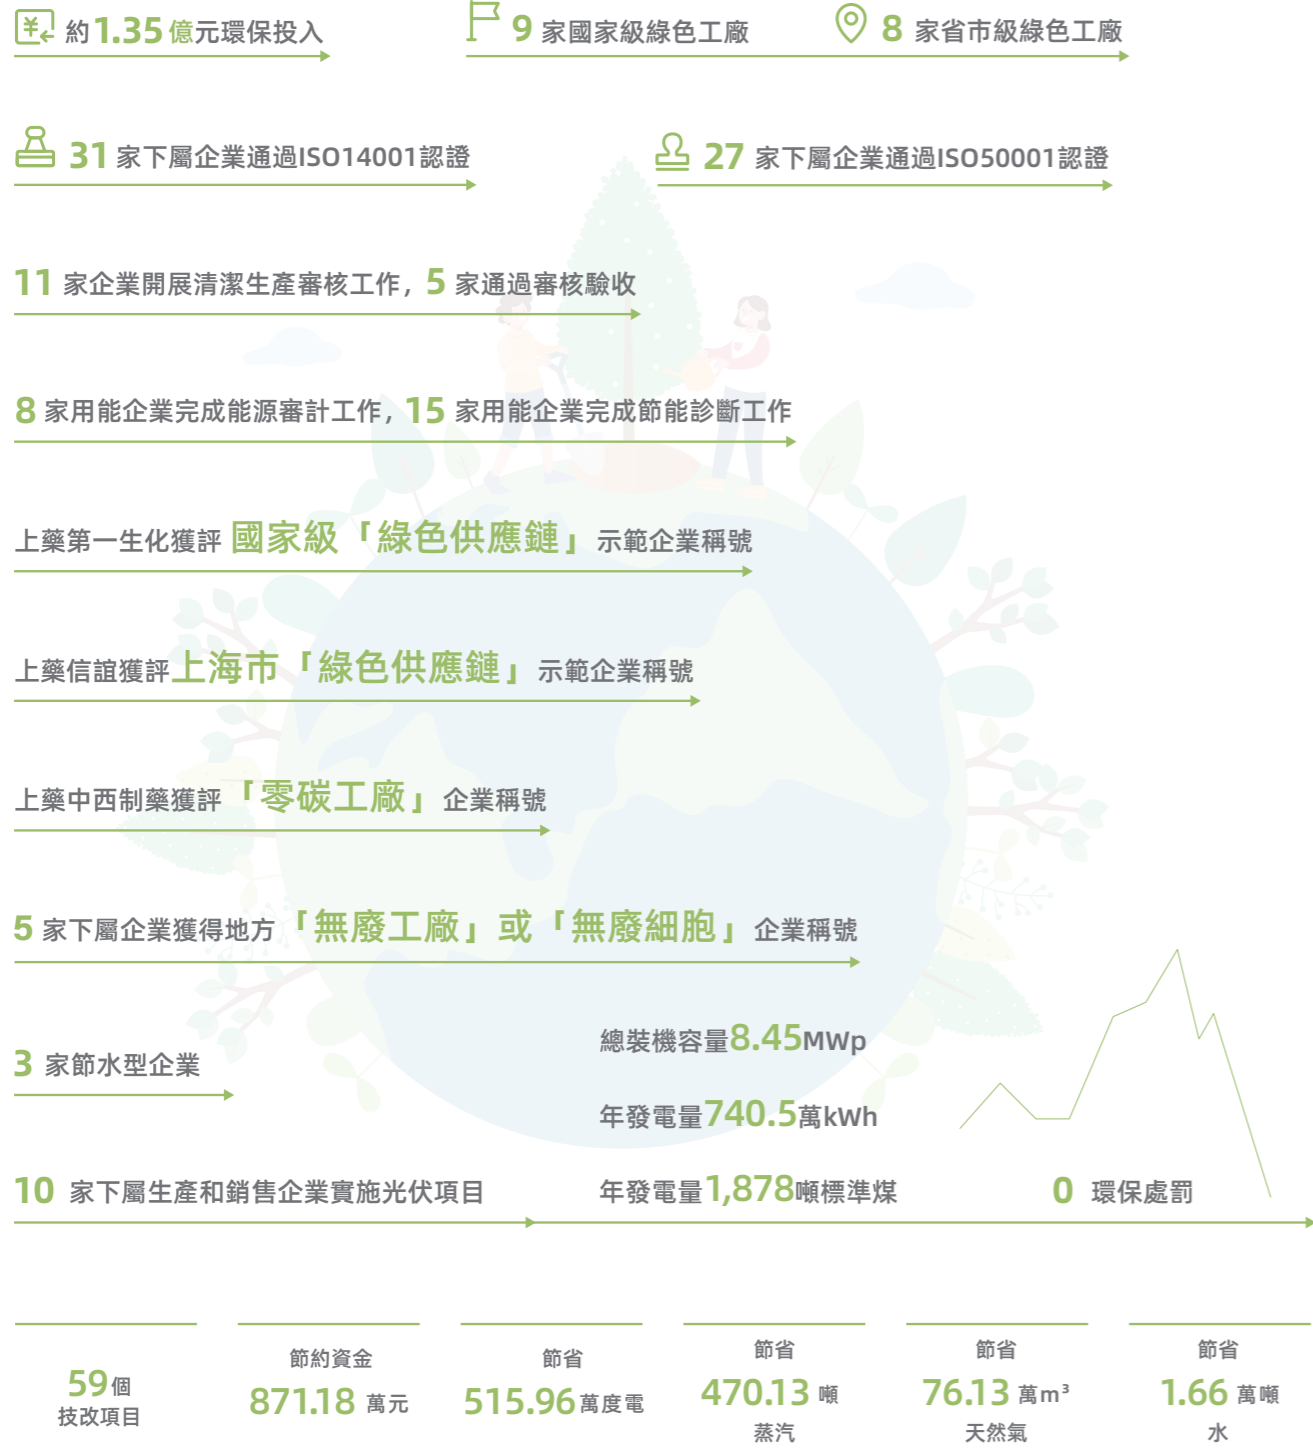 約1.35億元環保投入
9 家國家級綠色工廠
8 家省市級綠色工廠
31 家下屬企業通過ISO14001認證
27 家下屬企業通過ISO50001認證
11 家企業開展清潔生產審核工作，5 家通過審核驗收
8 家用能企業完成能源審計工作，15 家用能企業完成節能診斷工作
上藥第一生化獲評 國家級「綠色供應鏈」示範企業稱號
上藥信誼獲評上海市「綠色供應鏈」示範企業稱號
上藥中西制藥獲評「零碳工廠」企業稱號
5 家下屬企業獲得地方「無廢工廠」或「無廢細胞」企業稱號
3 家節水型企業
總裝機容量8.45MWp
年發電量740.5萬kWh
10 家下屬生產和銷售企業實施光伏項目
年發電量1,878噸標準煤
0 環保處罰
59個
技改項目
節約資金
871.18 萬元
節省
515.96萬度電
節省
470.13 噸
蒸汽
節省
76.13 萬m³
天然氣
節省
1.66 萬噸
水